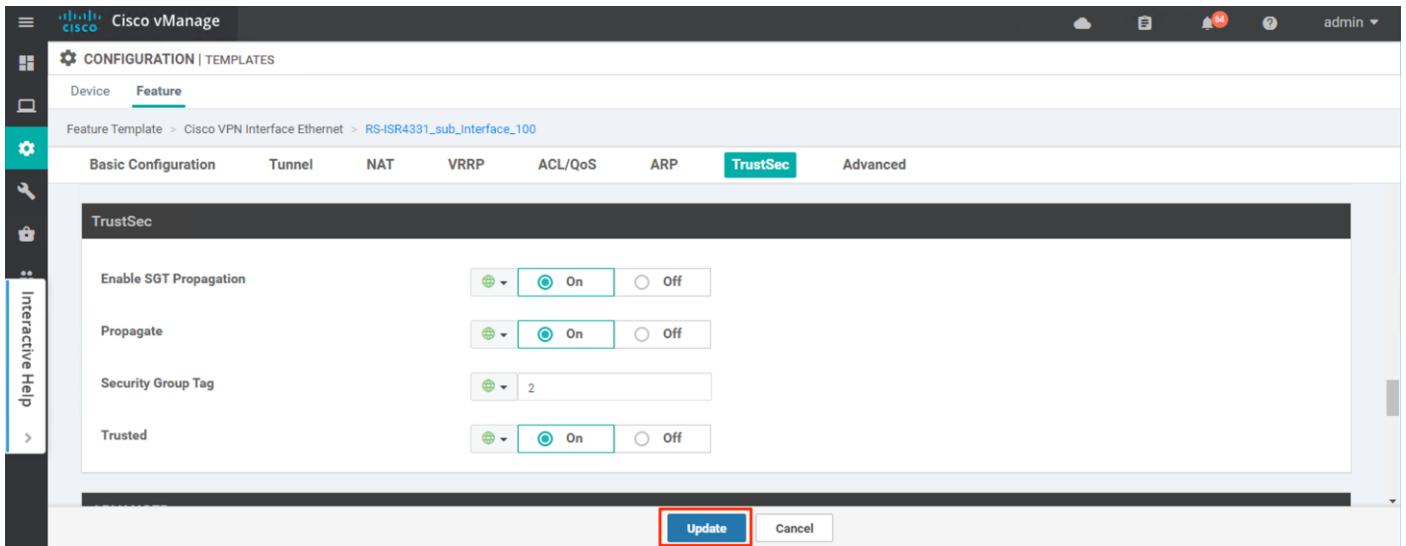 cisco Cisco vManage 64 admin
CONFIGURATION | TEMPLATES
Device Feature
Feature Template > Cisco VPN Interface Ethernet > RS-ISR4331_sub_Interface_100
Basic Configuration Tunnel NAT VRRP ACL/QoS ARP TrustSec Advanced
TrustSec
Enable SGT Propagation On Off
Propagate On Off
Security Group Tag 2
Trusted On Off
Interactive Help
Update Cancel